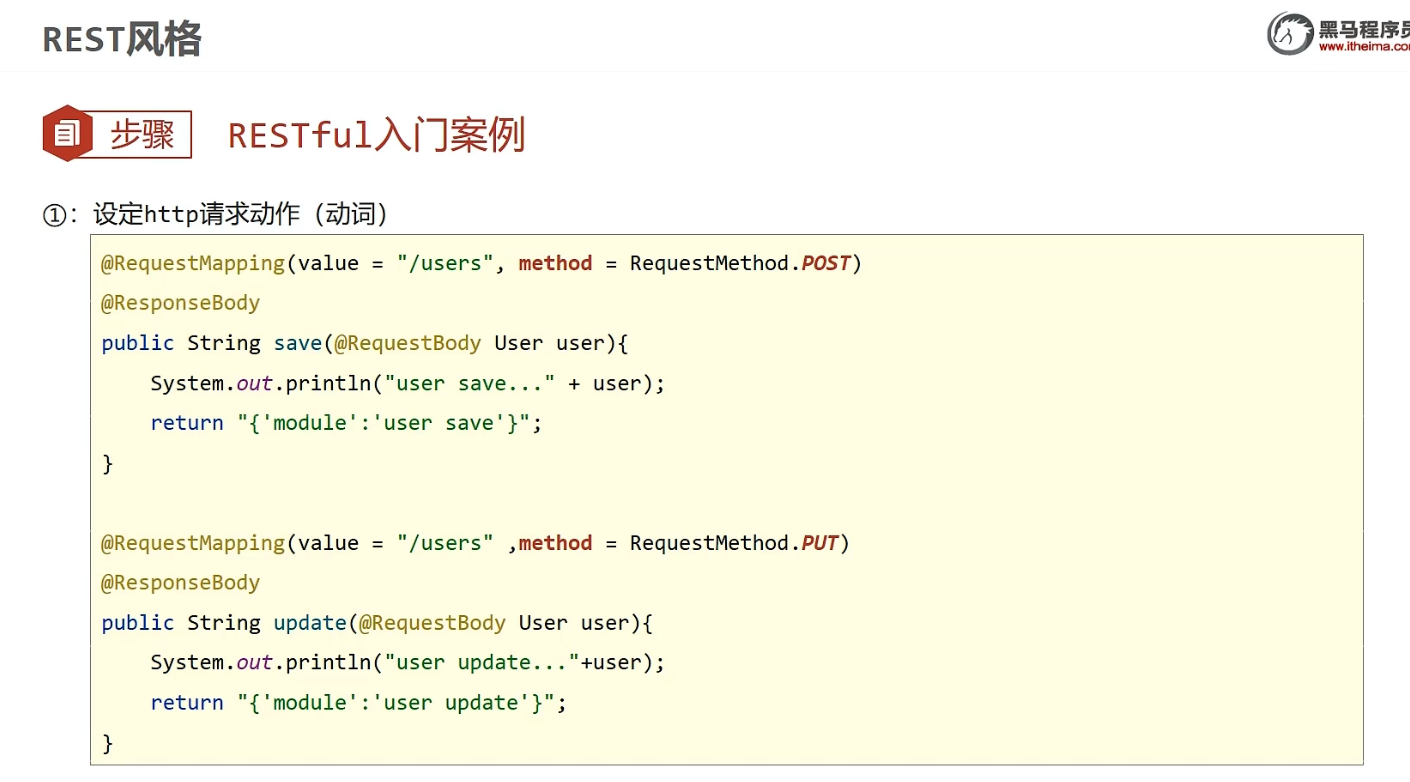 REST风格
黑马程序员
www.itheima.com
步骤
RESTful入门案例
①：设定http请求动作（动词）
@RequestMapping(value = "/users", method = RequestMethod.POST)
@ResponseBody
public String save(@RequestBody User user){
    System.out.println("user save..." + user);
    return "{'module':'user save'}";
}
@RequestMapping(value = "/users" ,method = RequestMethod.PUT)
@ResponseBody
public String update(@RequestBody User user){
    System.out.println("user update..."+user);
    return "{'module':'user update'}";
}